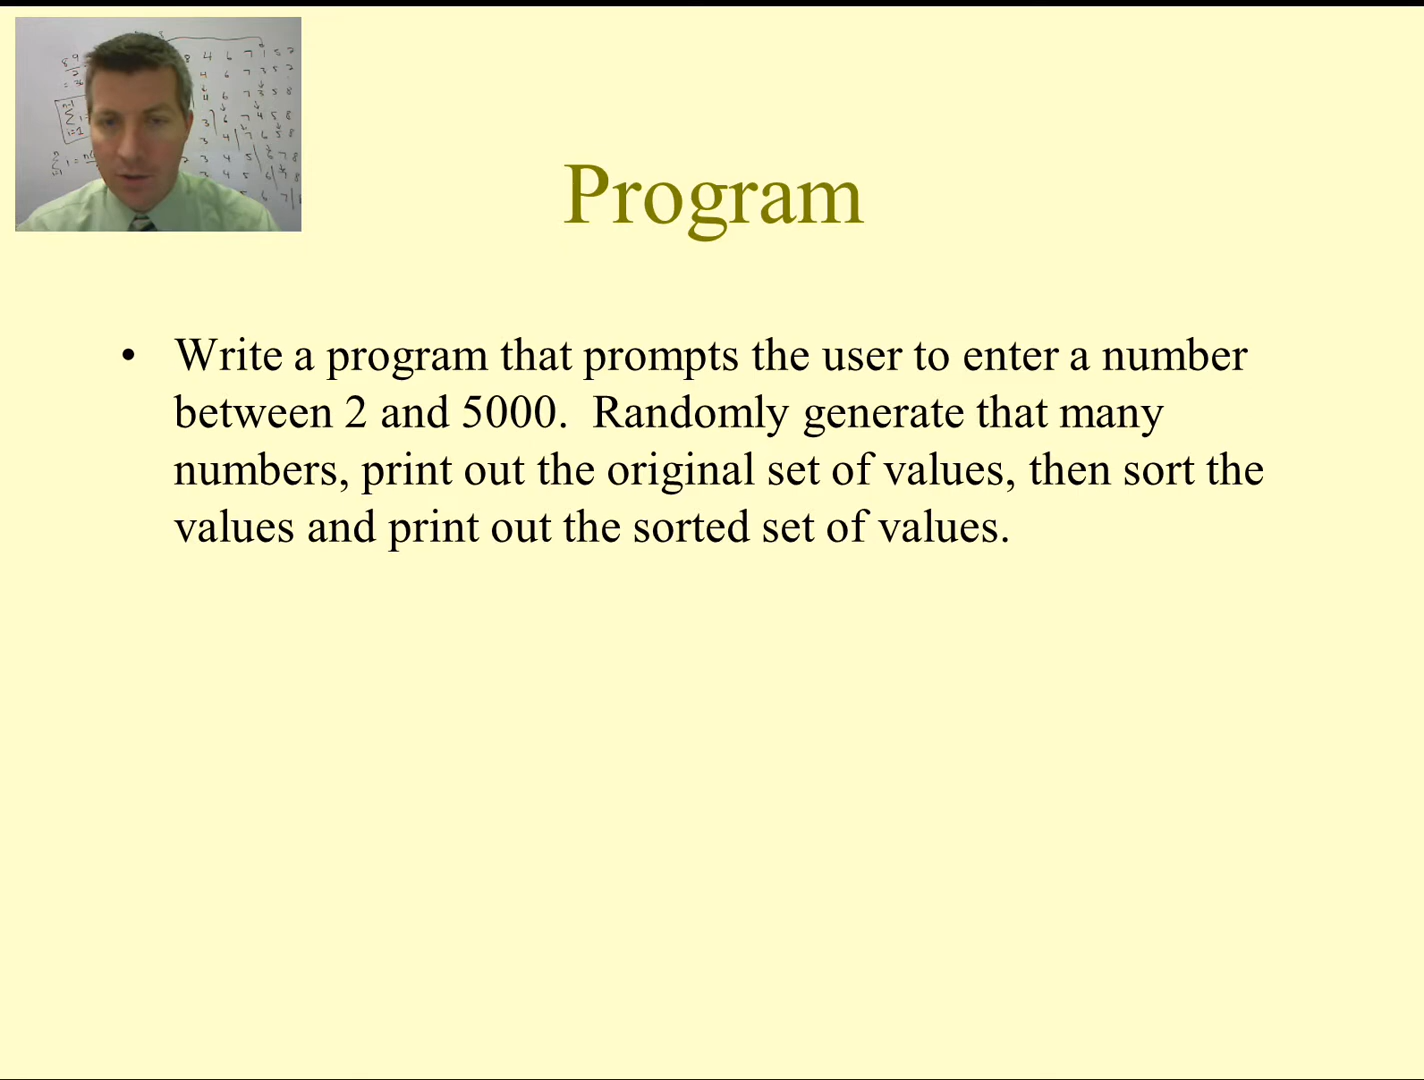 Program
• Write a program that prompts the user to enter a number
between 2 and 5000.  Randomly generate that many
numbers, print out the original set of values, then sort the
values and print out the sorted set of values.